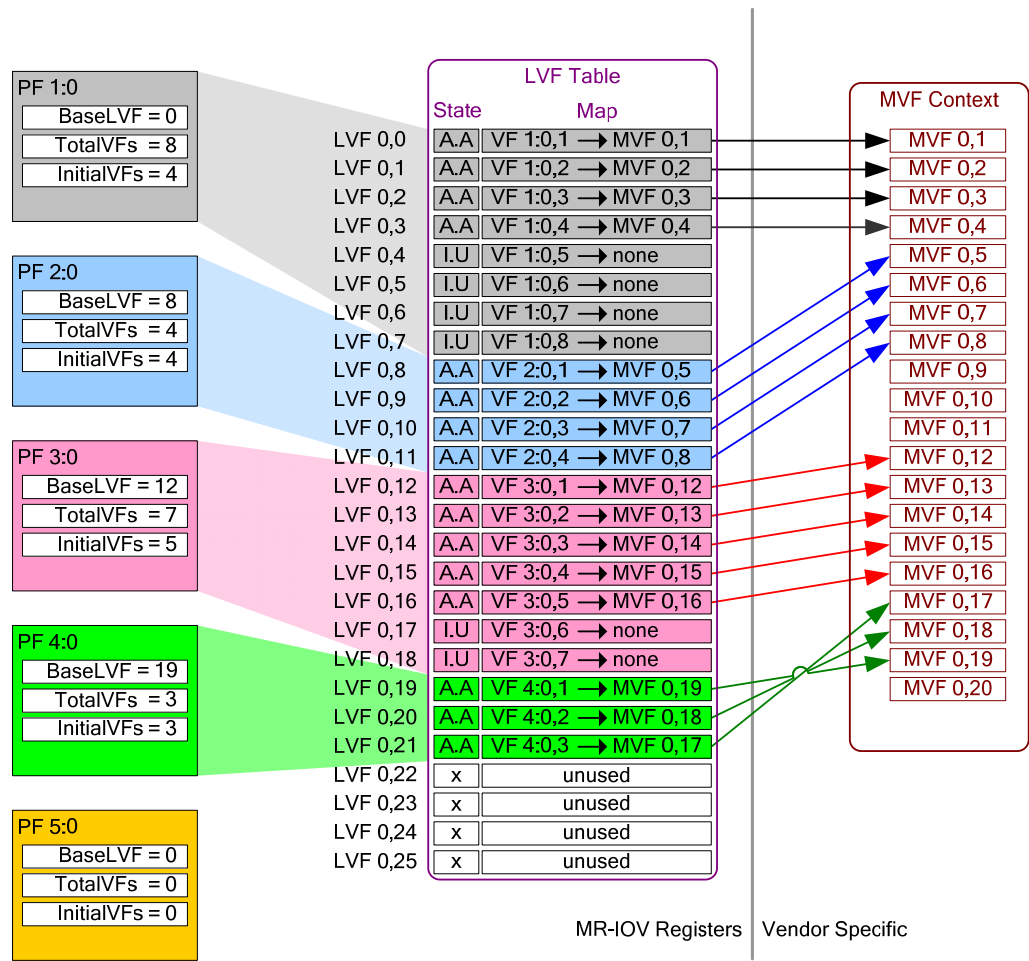 PF 1:0
BaseLVF = 0
TotalVFs = 8
InitialVFs = 4
PF 2:0
BaseLVF = 8
TotalVFs = 4
InitialVFs = 4
PF 3:0
BaseLVF = 12
TotalVFs = 7
InitialVFs = 5
PF 4:0
BaseLVF = 19
TotalVFs = 3
InitialVFs = 3
PF 5:0
BaseLVF = 0
TotalVFs = 0
InitialVFs = 0
LVF Table
State Map
LVF 0,0 A.A VF 1:0,1 → MVF 0,1
LVF 0,1 A.A VF 1:0,2 → MVF 0,2
LVF 0,2 A.A VF 1:0,3 → MVF 0,3
LVF 0,3 A.A VF 1:0,4 → MVF 0,4
LVF 0,4 I.U VF 1:0,5 → none
LVF 0,5 I.U VF 1:0,6 → none
LVF 0,6 I.U VF 1:0,7 → none
LVF 0,7 I.U VF 1:0,8 → none
LVF 0,8 A.A VF 2:0,1 → MVF 0,5
LVF 0,9 A.A VF 2:0,2 → MVF 0,6
LVF 0,10 A.A VF 2:0,3 → MVF 0,7
LVF 0,11 A.A VF 2:0,4 → MVF 0,8
LVF 0,12 A.A VF 3:0,1 → MVF 0,12
LVF 0,13 A.A VF 3:0,2 → MVF 0,13
LVF 0,14 A.A VF 3:0,3 → MVF 0,14
LVF 0,15 A.A VF 3:0,4 → MVF 0,15
LVF 0,16 A.A VF 3:0,5 → MVF 0,16
LVF 0,17 I.U VF 3:0,6 → none
LVF 0,18 I.U VF 3:0,7 → none
LVF 0,19 A.A VF 4:0,1 → MVF 0,19
LVF 0,20 A.A VF 4:0,2 → MVF 0,18
LVF 0,21 A.A VF 4:0,3 → MVF 0,17
LVF 0,22 x unused
LVF 0,23 x unused
LVF 0,24 x unused
LVF 0,25 x unused
MVF Context
MVF 0,1
MVF 0,2
MVF 0,3
MVF 0,4
MVF 0,5
MVF 0,6
MVF 0,7
MVF 0,8
MVF 0,9
MVF 0,10
MVF 0,11
MVF 0,12
MVF 0,13
MVF 0,14
MVF 0,15
MVF 0,16
MVF 0,17
MVF 0,18
MVF 0,19
MVF 0,20
MR-IOV Registers
Vendor Specific